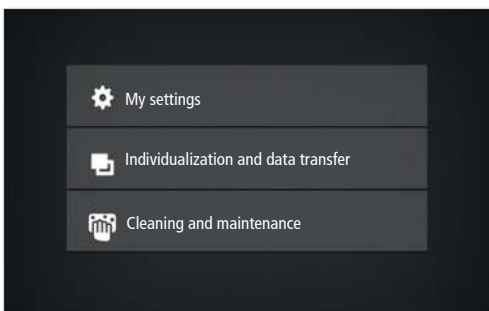 My settings
Individualization and data transfer
Cleaning and maintenance